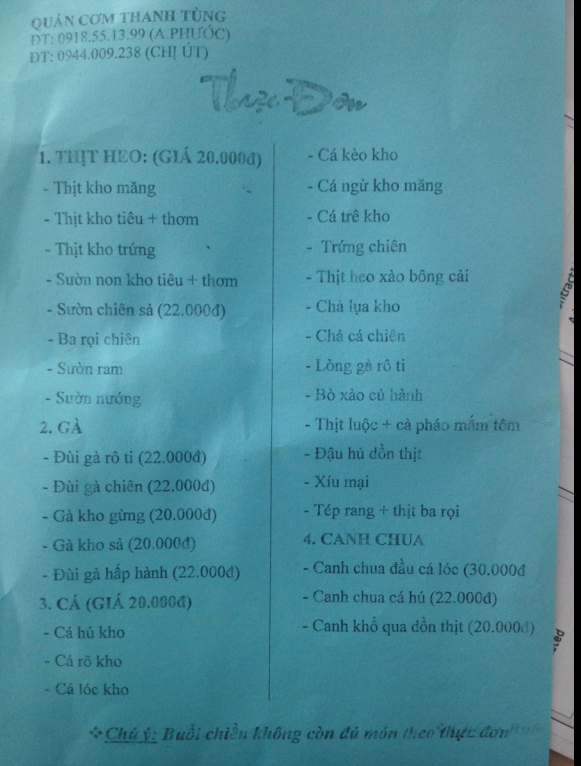 QUÁN CƠM THANH TÙNG
ĐT: 0918.55.13.99 (A.PHƯỚC)
ĐT: 0944.009.238 (CHỊ ÚT)
Thực Đơn
1. THỊT HEO: (GIÁ 20.000đ)
- Thịt kho măng
- Thịt kho tiêu + thơm
- Thịt kho trứng
- Sườn non kho tiêu + thơm
- Sườn chiên sả (22.000đ)
- Ba rọi chiên
- Sườn ram
- Sườn nướng
2. GÀ
- Đùi gà rô ti (22.000đ)
- Đùi gà chiên (22.000đ)
- Gà kho gừng (20.000đ)
- Gà kho sả (20.000đ)
- Đùi gà hấp hành (22.000đ)
3. CÁ (GIÁ 20.000đ)
- Cá hú kho
- Cá rô kho
- Cá lóc kho
- Cá kèo kho
- Cá ngừ kho măng
- Cá trê kho
- Trứng chiên
- Thịt heo xào bông cải
- Chả lụa kho
- Chả cá chiên
- Lòng gà rô ti
- Bò xào củ hành
- Thịt luộc + cà pháo mắm tôm
- Đậu hủ dồn thịt
- Xíu mại
- Tép rang + thịt ba rọi
4. CANH CHUA
- Canh chua đầu cá lóc (30.000đ
- Canh chua cá hú (22.000đ)
- Canh khổ qua dồn thịt (20.000đ)
❖Chú ý: Buổi chiều không còn đủ món theo thực đơn